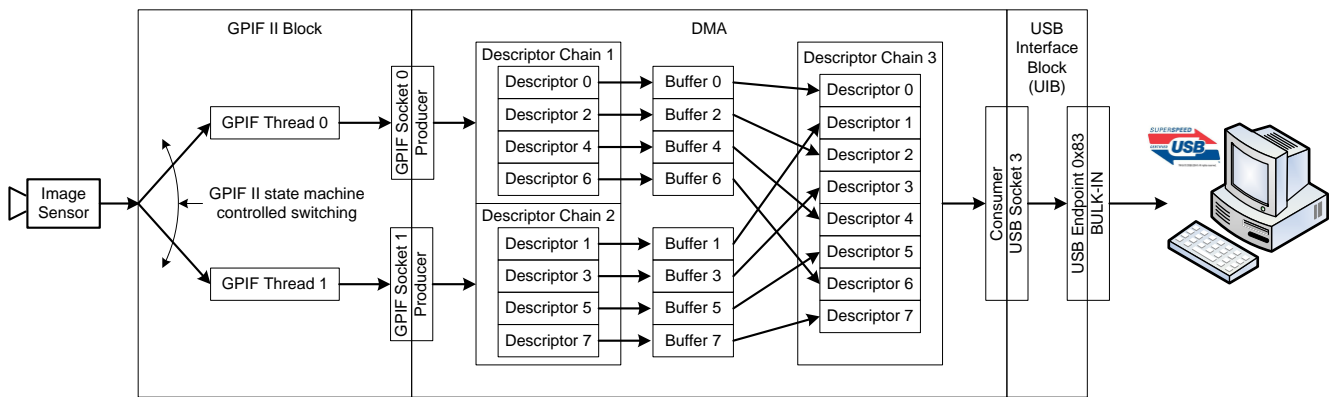 GPIF II Block
DMA
USB
Interface
Block
(UIB)
Image
Sensor
GPIF Thread 0
GPIF II state machine
controlled switching
GPIF Thread 1
GPIF Socket 0
Producer
GPIF Socket 1
Producer
Descriptor Chain 1
Descriptor 0
Descriptor 2
Descriptor 4
Descriptor 6
Descriptor Chain 2
Descriptor 1
Descriptor 3
Descriptor 5
Descriptor 7
Buffer 0
Buffer 2
Buffer 4
Buffer 6
Buffer 1
Buffer 3
Buffer 5
Buffer 7
Descriptor Chain 3
Descriptor 0
Descriptor 1
Descriptor 2
Descriptor 3
Descriptor 4
Descriptor 5
Descriptor 6
Descriptor 7
Consumer
USB Socket 3
USB Endpoint 0x83
BULK-IN
SUPERSPEED
CERTIFIED
USB